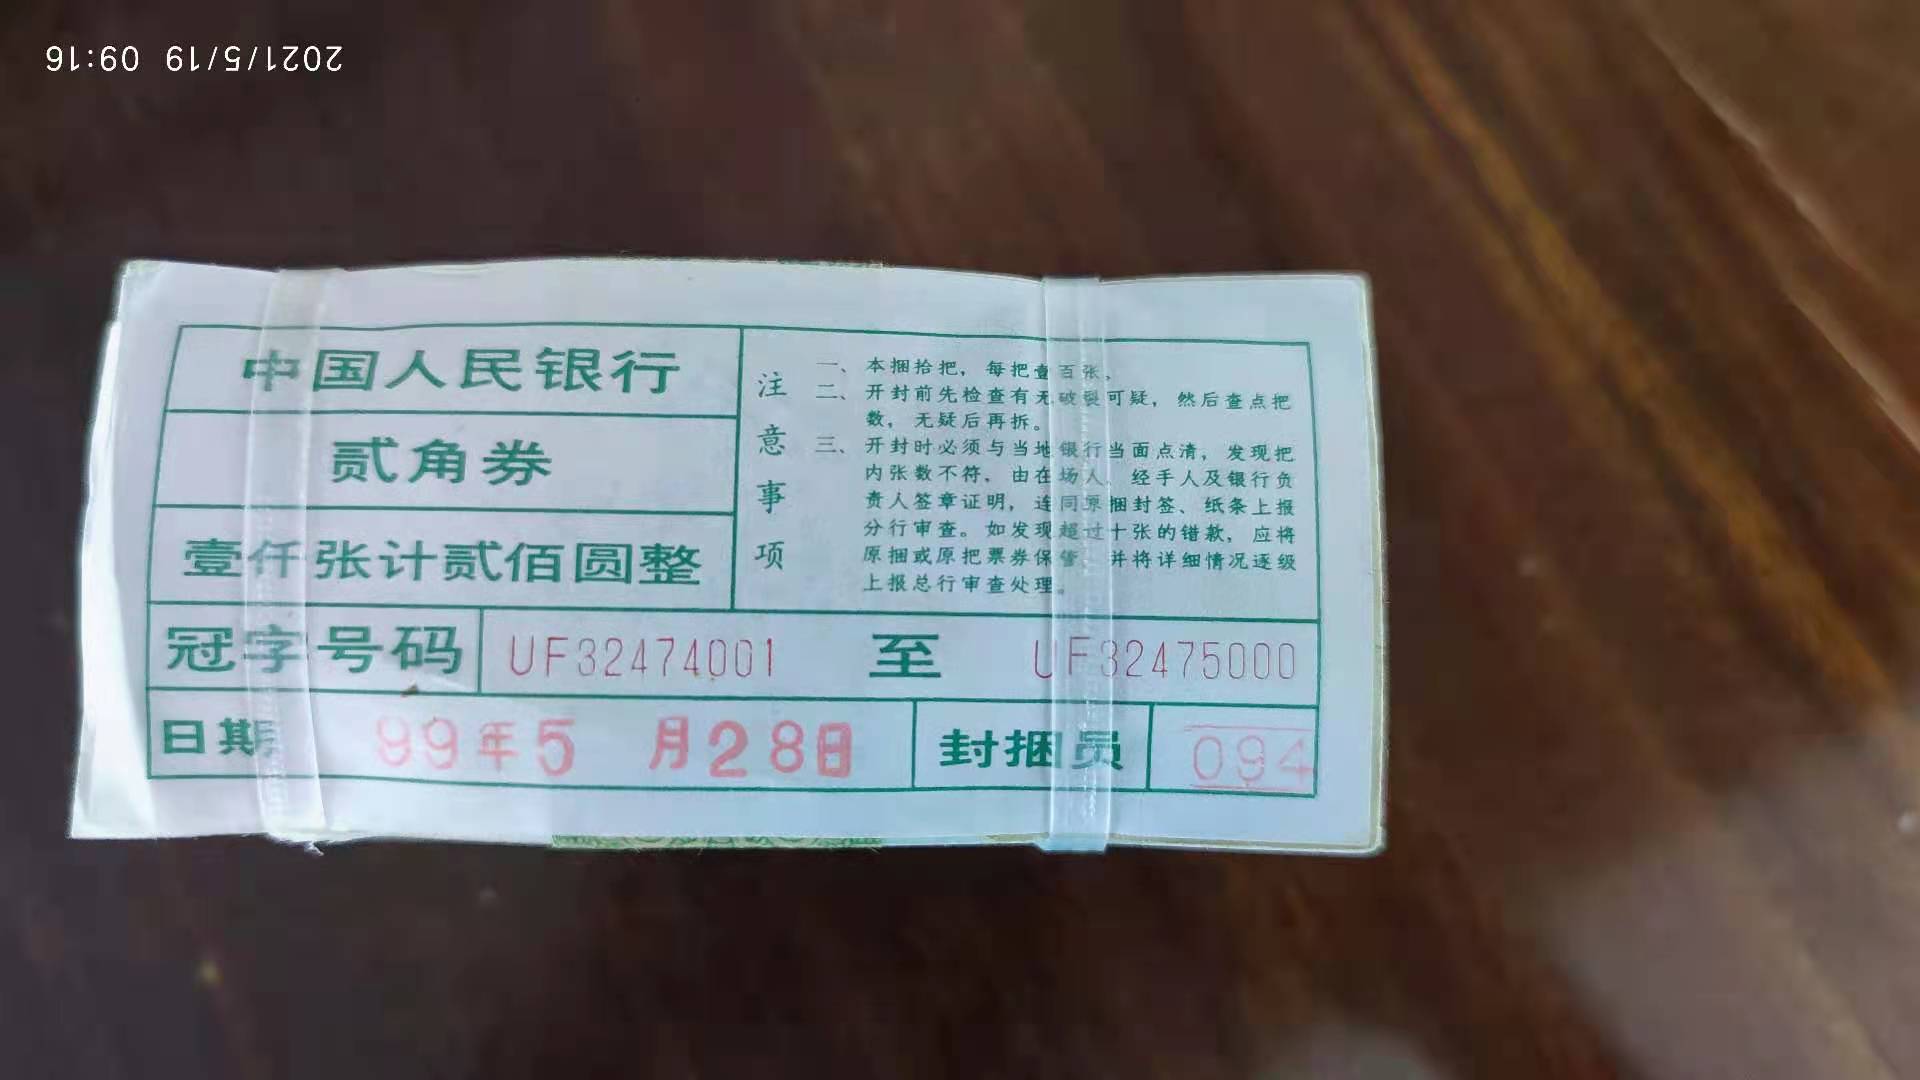 2021/5/19 09:16
中国人民银行
贰角券
壹仟张计贰佰圆整
注意事项
一、本捆拾把，每把壹百张。
二、开封前先检查有无破裂可疑，然后查点把
数，无疑后再拆。
三、开封时必须与当地银行当面点清，发现把
内张数不符，由在场人、经手人及银行负
责人签章证明，连同原捆封签、纸条上报
分行审查。如发现超过十张的错款，应将
原捆或原把票券保管，并将详细情况逐级
上报总行审查处理。
冠字号码 UF32474001 至 UF32475000
日期 99年5月28日 封捆员 094